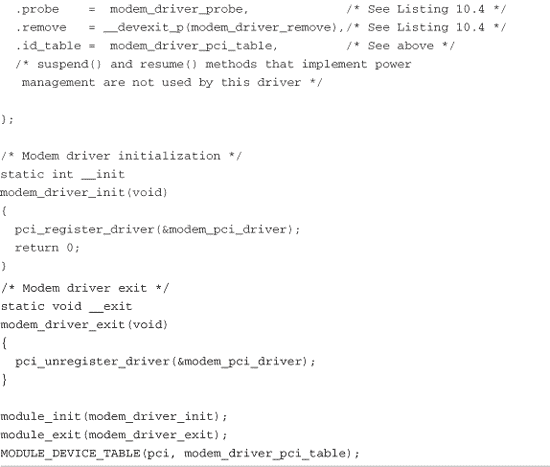 .probe    =  modem_driver_probe,            /* See Listing 10.4 */
.remove   = __devexit_p(modem_driver_remove),/* See Listing 10.4 */
.id_table =  modem_driver_pci_table,        /* See above */
/* suspend() and resume() methods that implement power
management are not used by this driver */
};
/* Modem driver initialization */
static int __init
modem_driver_init(void)
{
pci_register_driver(&modem_pci_driver);
return 0;
}
/* Modem driver exit */
static void __exit
modem_driver_exit(void)
{
pci_unregister_driver(&modem_pci_driver);
}
module_init(modem_driver_init);
module_exit(modem_driver_exit);
MODULE_DEVICE_TABLE(pci, modem_driver_pci_table);